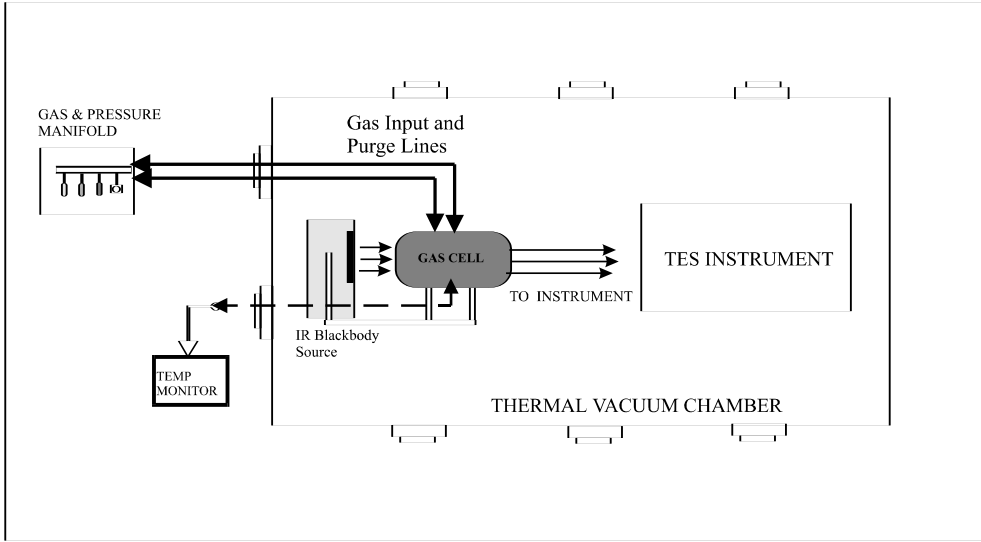 GAS & PRESSURE
MANIFOLD
Gas Input and
Purge Lines
GAS CELL
TES INSTRUMENT
TO INSTRUMENT
IR Blackbody
Source
TEMP
MONITOR
THERMAL VACUUM CHAMBER